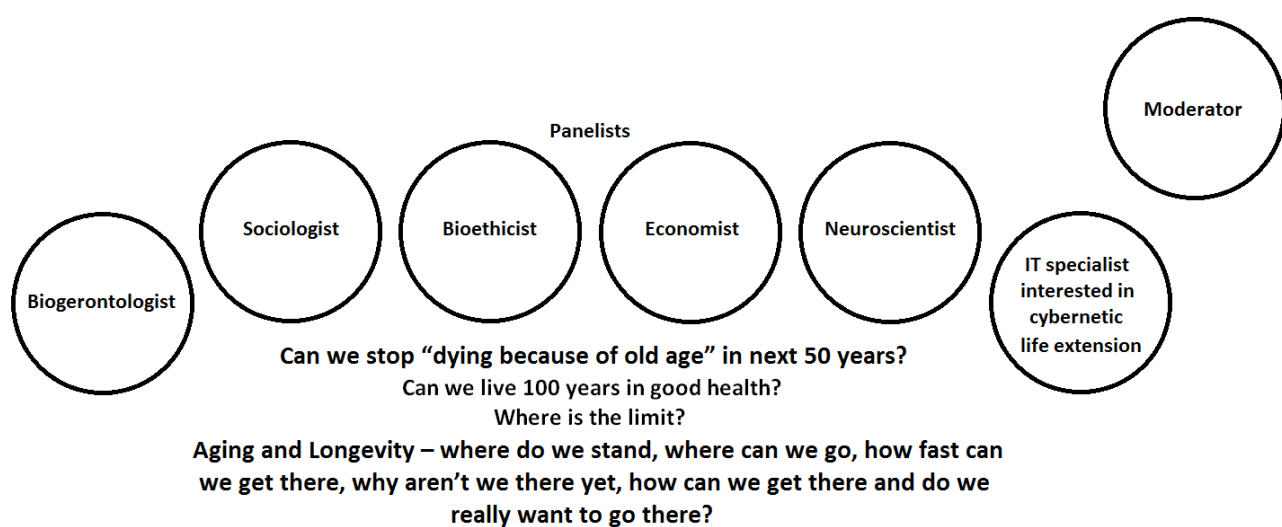 Moderator
Panelists
Sociologist
Bioethicist
Economist
Neuroscientist
Biogerontologist
IT specialist
interested in
cybernetic
life extension
Can we stop “dying because of old age” in next 50 years?
Can we live 100 years in good health?
Where is the limit?
Aging and Longevity – where do we stand, where can we go, how fast can
we get there, why aren’t we there yet, how can we get there and do we
really want to go there?